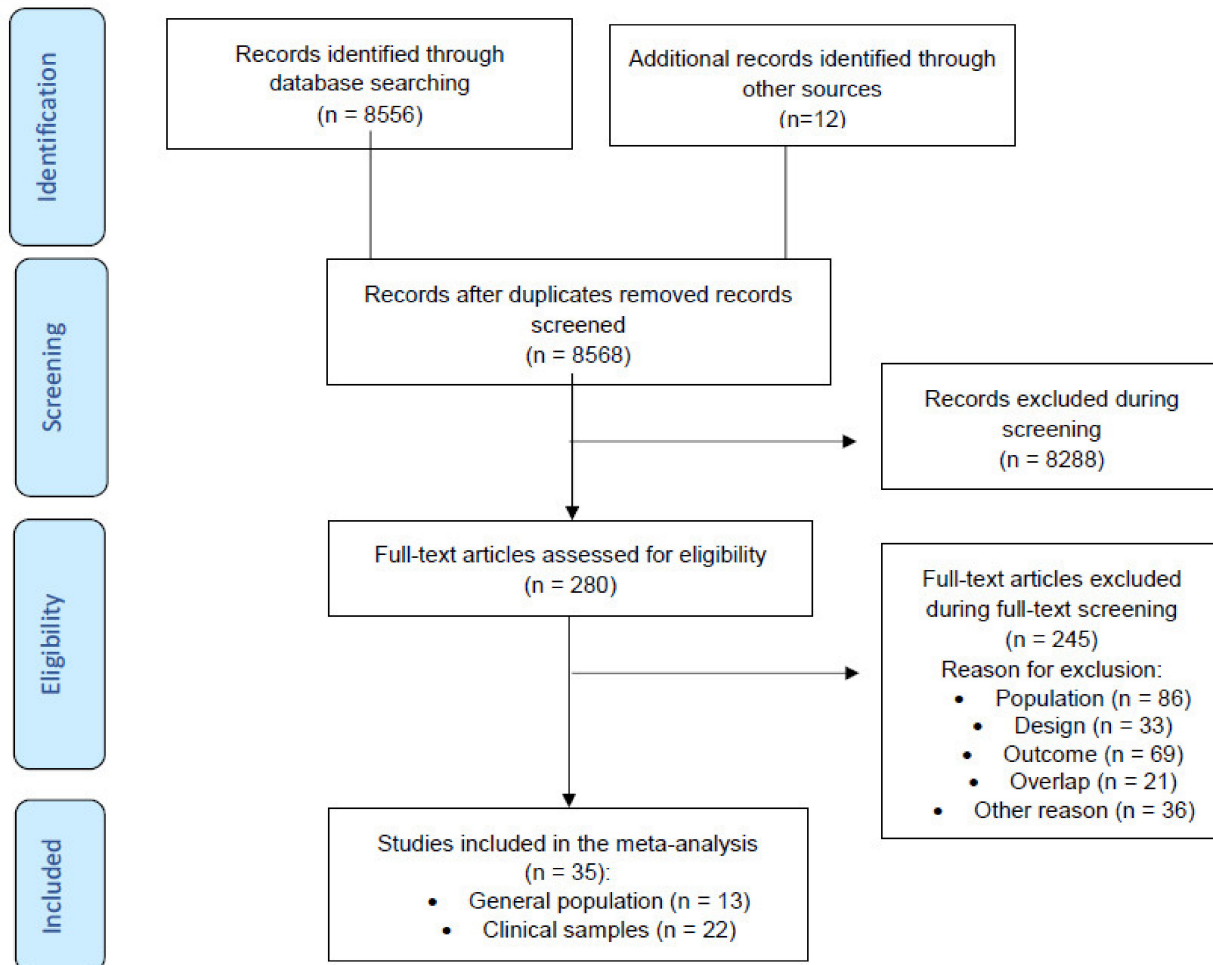 Identification
Records identified through
database searching
(n = 8556)
Additional records identified through
other sources
(n=12)
Screening
Records after duplicates removed records
screened
(n = 8568)
Records excluded during
screening
(n = 8288)
Eligibility
Full-text articles assessed for eligibility
(n = 280)
Full-text articles excluded
during full-text screening
(n = 245)
Reason for exclusion:
• Population (n = 86)
• Design (n = 33)
• Outcome (n = 69)
• Overlap (n = 21)
• Other reason (n = 36)
Included
Studies included in the meta-analysis
(n = 35):
• General population (n = 13)
• Clinical samples (n = 22)